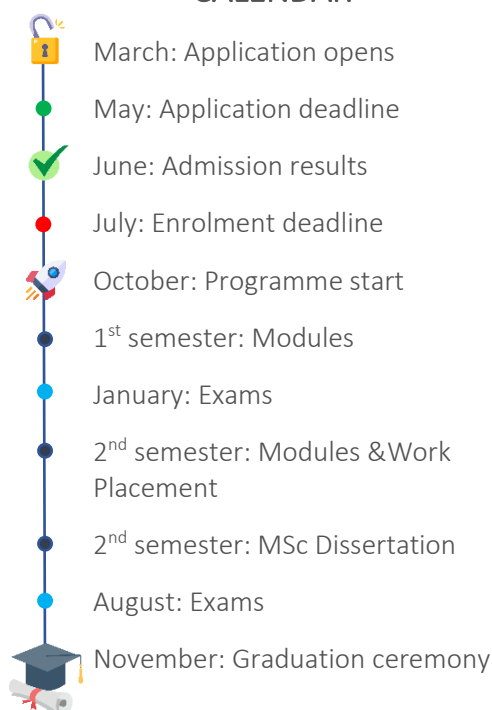 CALENDAR
March: Application opens
May: Application deadline
June: Admission results
July: Enrolment deadline
October: Programme start
1st semester: Modules
January: Exams
2nd semester: Modules &Work
Placement
2nd semester: MSc Dissertation
August: Exams
November: Graduation ceremony